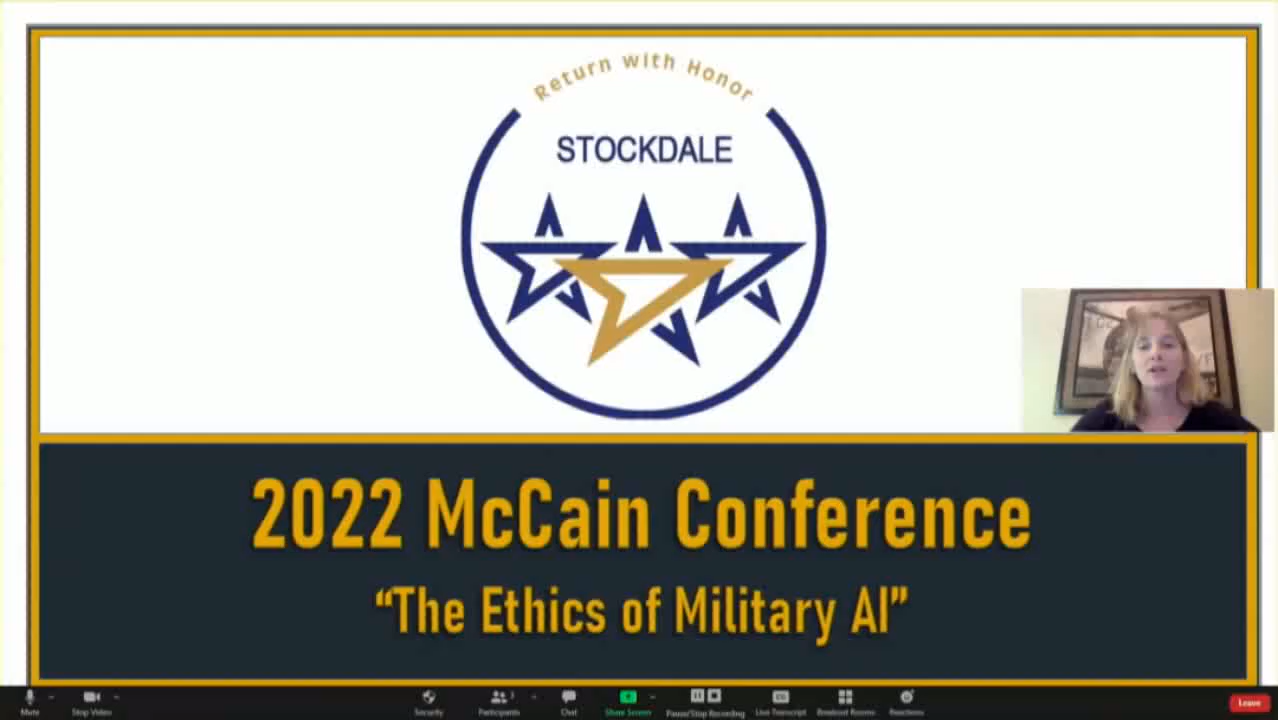 Return with Honor
STOCKDALE
2022 McCain Conference
“The Ethics of Military AI”
Mute
Stop Video
Security
Participants
Chat
Share Screen
Pause/Stop Recording
Live Transcript
Breakout Rooms
Reactions
Leave